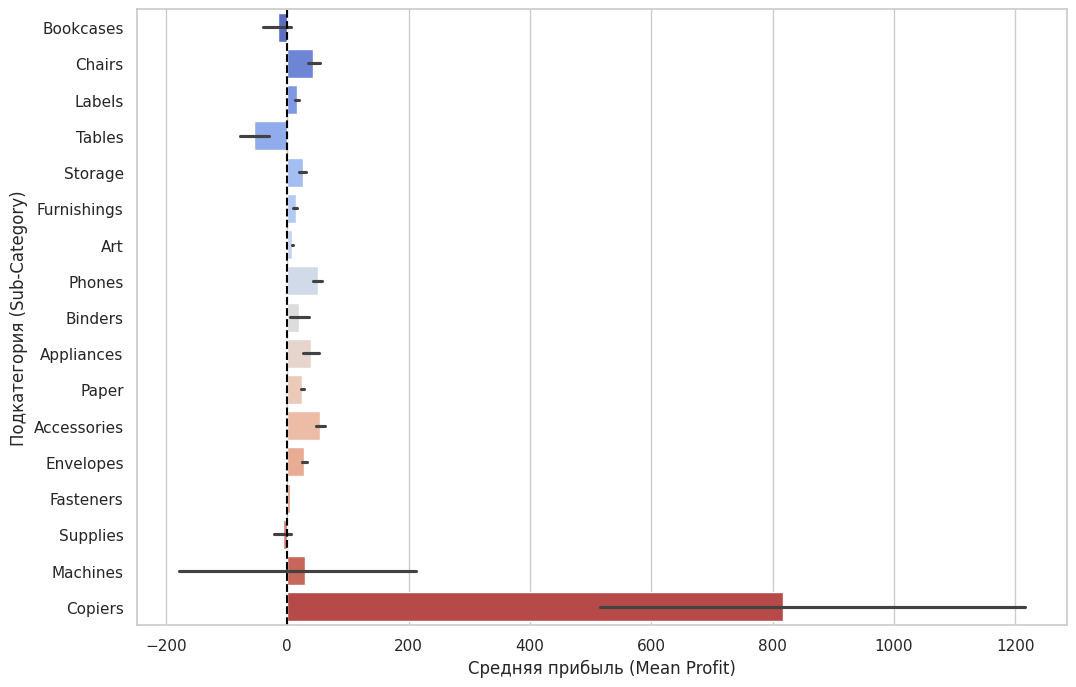 Bookcases
Chairs
Labels
Tables
Storage
Furnishings
Art
Phones
Binders
Appliances
Paper
Accessories
Envelopes
Fasteners
Supplies
Machines
Copiers
Подкатегория (Sub-Category)
−200 0 200 400 600 800 1000 1200
Средняя прибыль (Mean Profit)